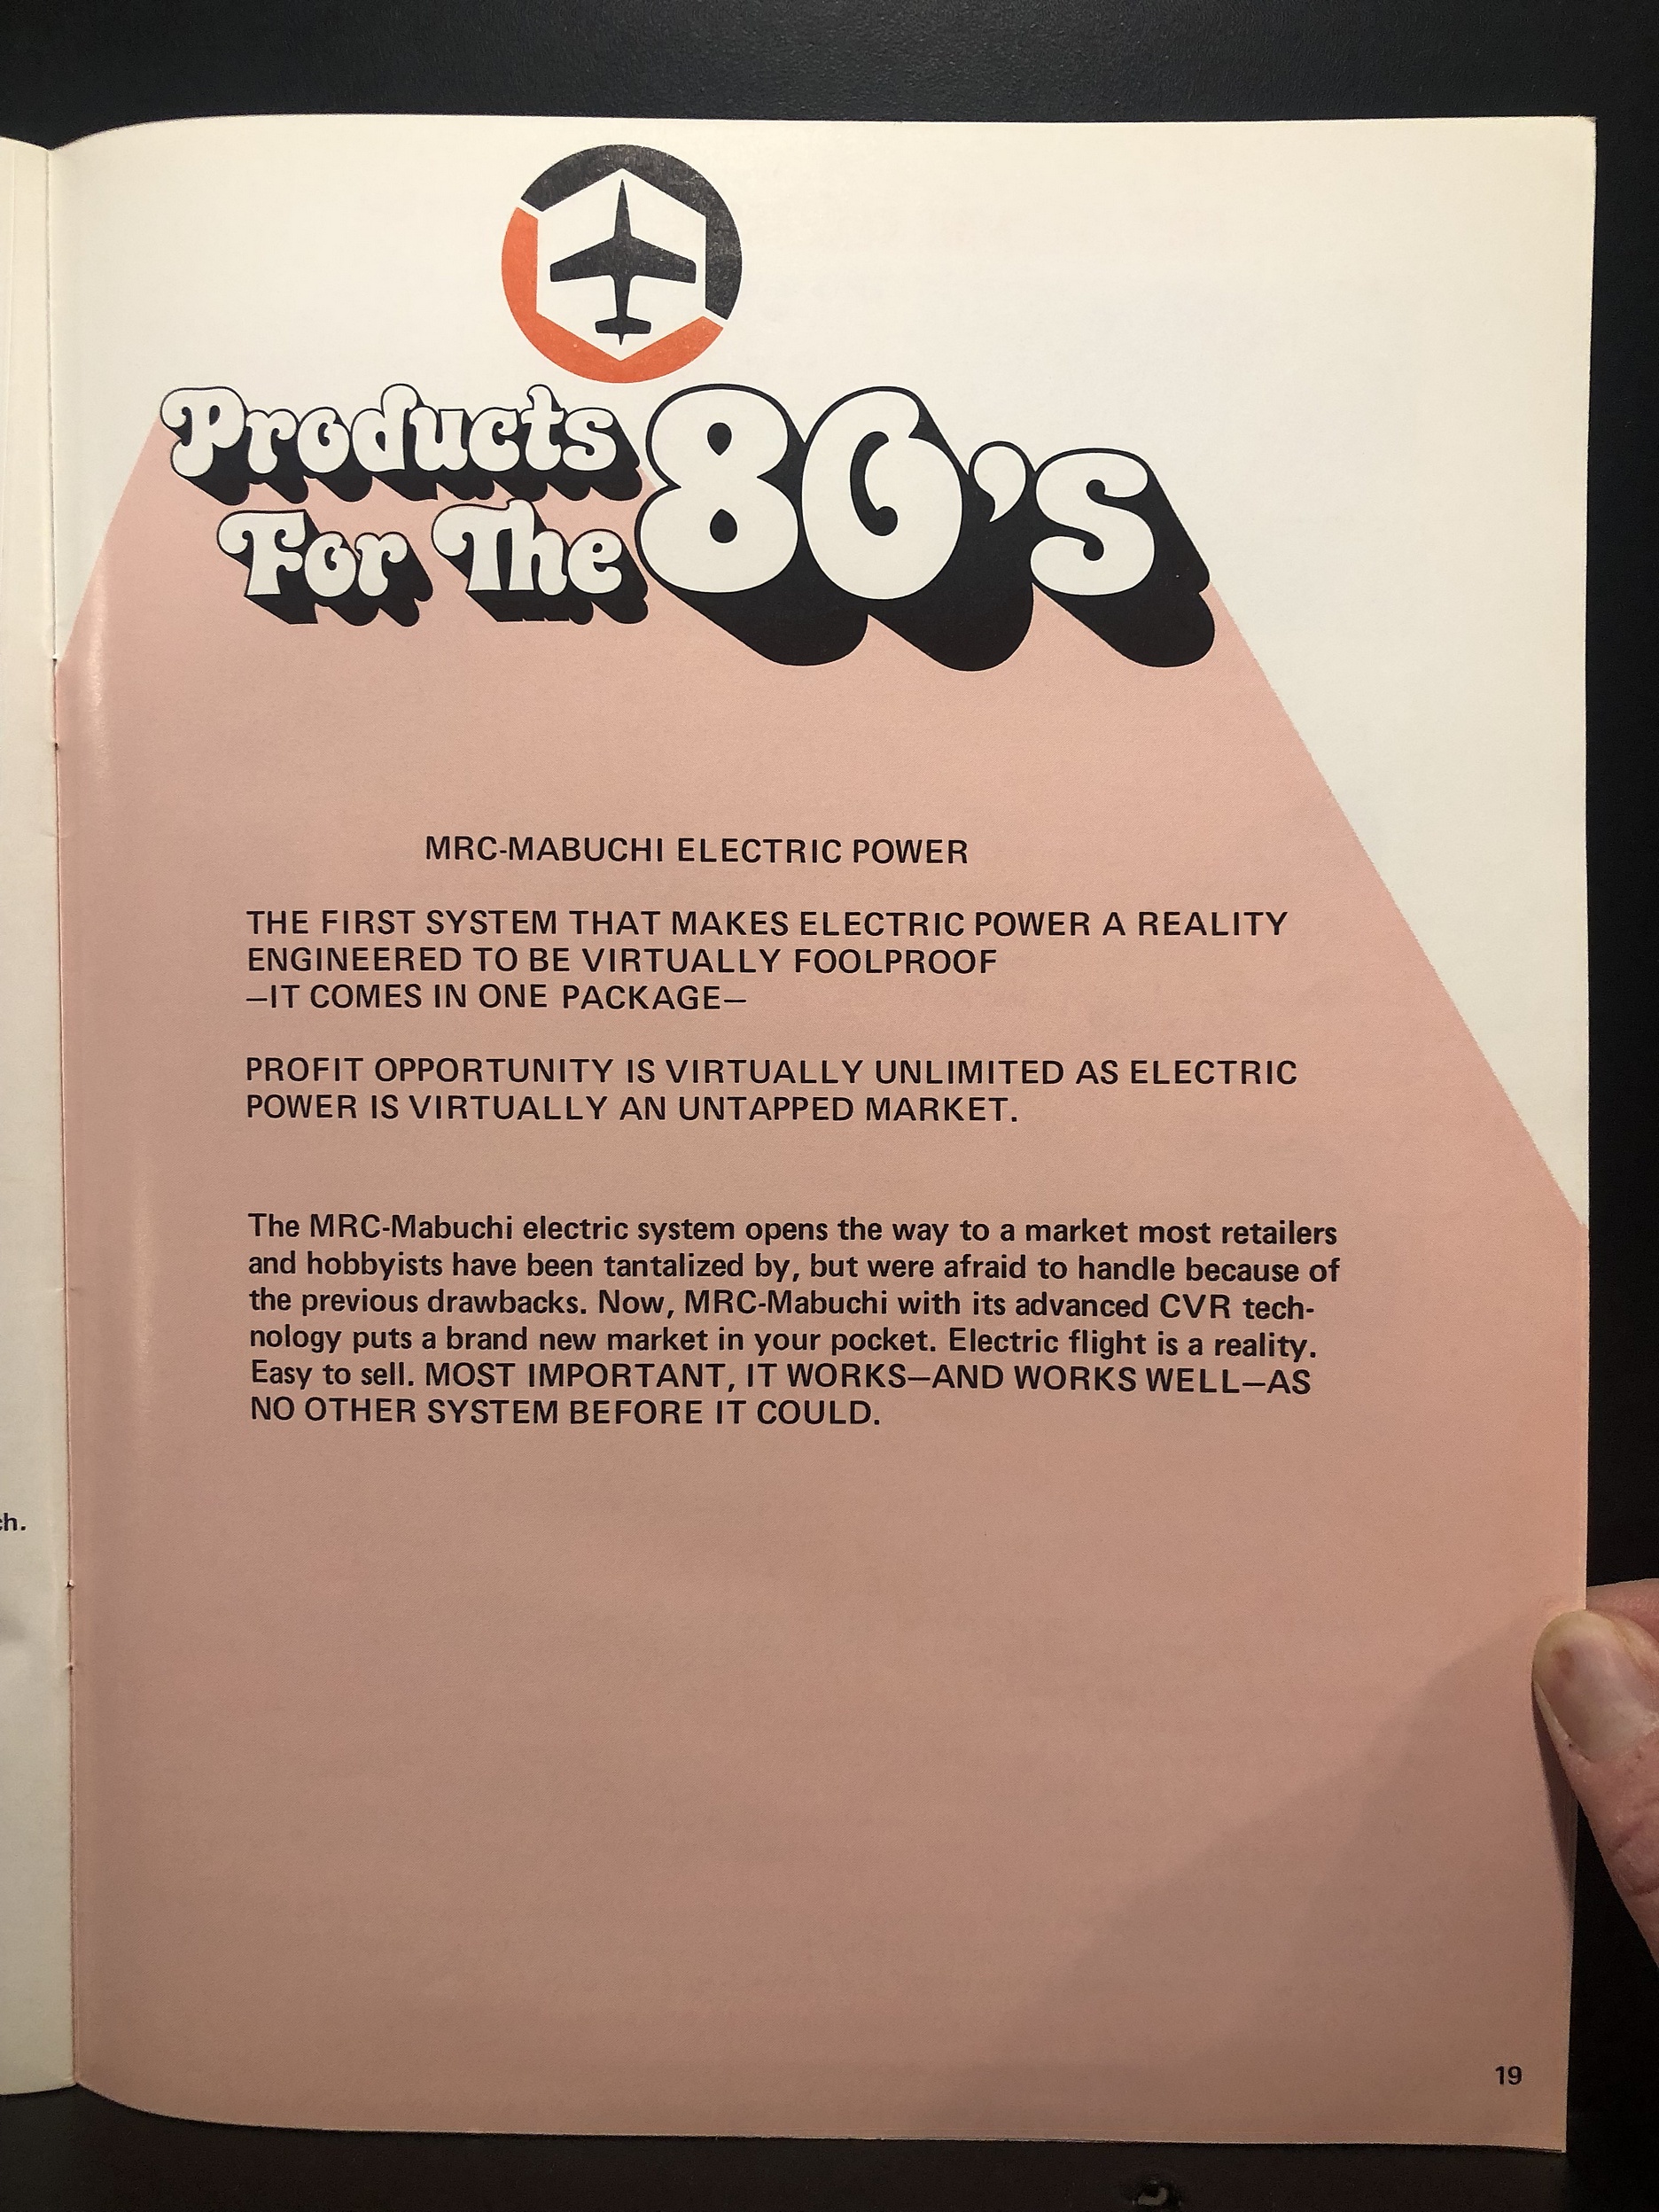 Products
For The 80's
MRC-MABUCHI ELECTRIC POWER
THE FIRST SYSTEM THAT MAKES ELECTRIC POWER A REALITY
ENGINEERED TO BE VIRTUALLY FOOLPROOF
—IT COMES IN ONE PACKAGE—
PROFIT OPPORTUNITY IS VIRTUALLY UNLIMITED AS ELECTRIC
POWER IS VIRTUALLY AN UNTAPPED MARKET.
The MRC-Mabuchi electric system opens the way to a market most retailers
and hobbyists have been tantalized by, but were afraid to handle because of
the previous drawbacks. Now, MRC-Mabuchi with its advanced CVR tech-
nology puts a brand new market in your pocket. Electric flight is a reality.
Easy to sell. MOST IMPORTANT, IT WORKS—AND WORKS WELL—AS
NO OTHER SYSTEM BEFORE IT COULD.
19